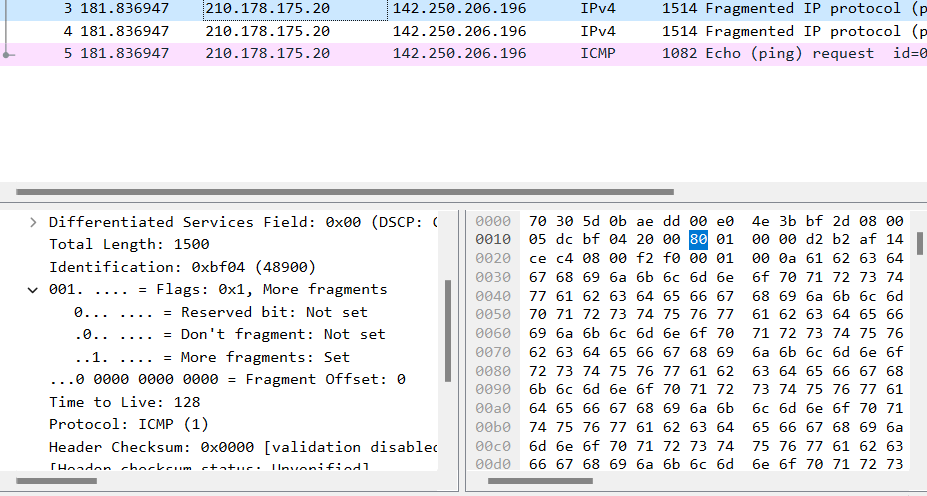 3 181.836947 210.178.175.20 142.250.206.196 IPv4 1514 Fragmented IP protocol (p
4 181.836947 210.178.175.20 142.250.206.196 IPv4 1514 Fragmented IP protocol (p
5 181.836947 210.178.175.20 142.250.206.196 ICMP 1082 Echo (ping) request id=0
Differentiated Services Field: 0x00 (DSCP: C
Total Length: 1500
Identification: 0xbf04 (48900)
001. .... = Flags: 0x1, More fragments
0... .... = Reserved bit: Not set
.0.. .... = Don't fragment: Not set
..1. .... = More fragments: Set
...0 0000 0000 0000 = Fragment Offset: 0
Time to Live: 128
Protocol: ICMP (1)
Header Checksum: 0x0000 [validation disabled
[Header checksum status: Unverified]
0000 70 30 5d 0b ae dd 00 e0 4e 3b bf 2d 08 00
0010 05 dc bf 04 20 00 80 01 00 00 d2 b2 af 14
0020 ce c4 08 00 f2 f0 00 01 00 0a 61 62 63 64
0030 67 68 69 6a 6b 6c 6d 6e 6f 70 71 72 73 74
0040 77 61 62 63 64 65 66 67 68 69 6a 6b 6c 6d
0050 70 71 72 73 74 75 76 77 61 62 63 64 65 66
0060 69 6a 6b 6c 6d 6e 6f 70 71 72 73 74 75 76
0070 62 63 64 65 66 67 68 69 6a 6b 6c 6d 6e 6f
0080 72 73 74 75 76 77 61 62 63 64 65 66 67 68
0090 6b 6c 6d 6e 6f 70 71 72 73 74 75 76 77 61
00a0 64 65 66 67 68 69 6a 6b 6c 6d 6e 6f 70 71
00b0 74 75 76 77 61 62 63 64 65 66 67 68 69 6a
00c0 6d 6e 6f 70 71 72 73 74 75 76 77 61 62 63
00d0 66 67 68 69 6a 6b 6c 6d 6e 6f 70 71 72 73